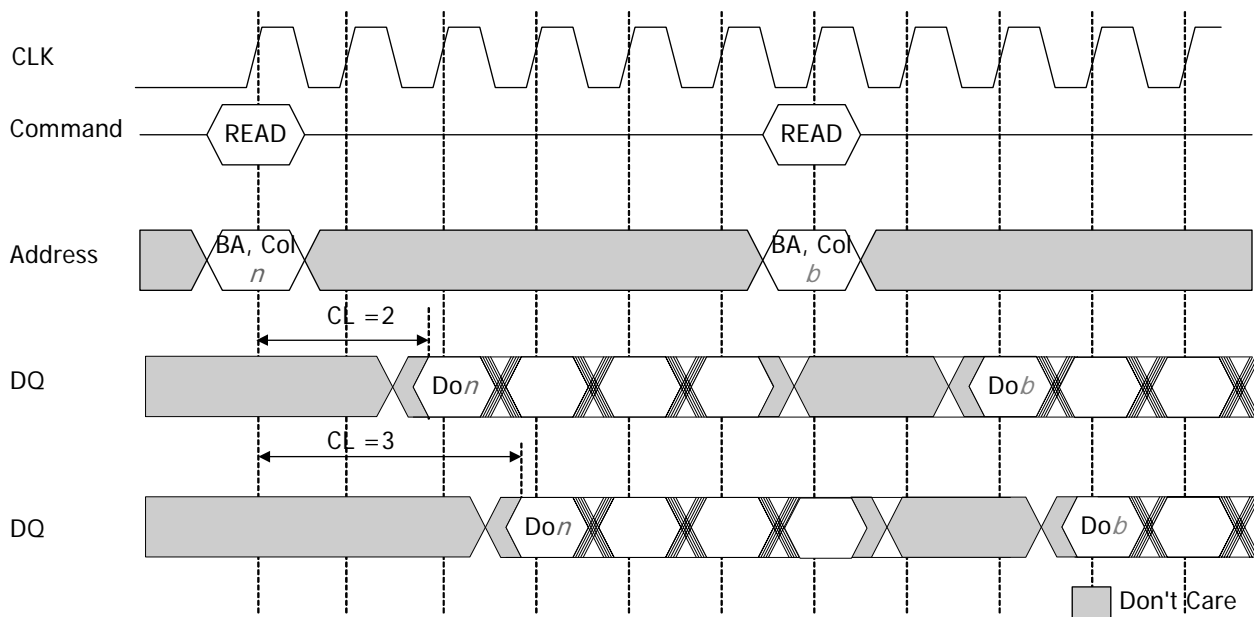 CLK
Command
READ
READ
Address
BA, Col
n
BA, Col
b
CL =2
DQ
Don
Dob
CL =3
DQ
Don
Dob
Don't Care